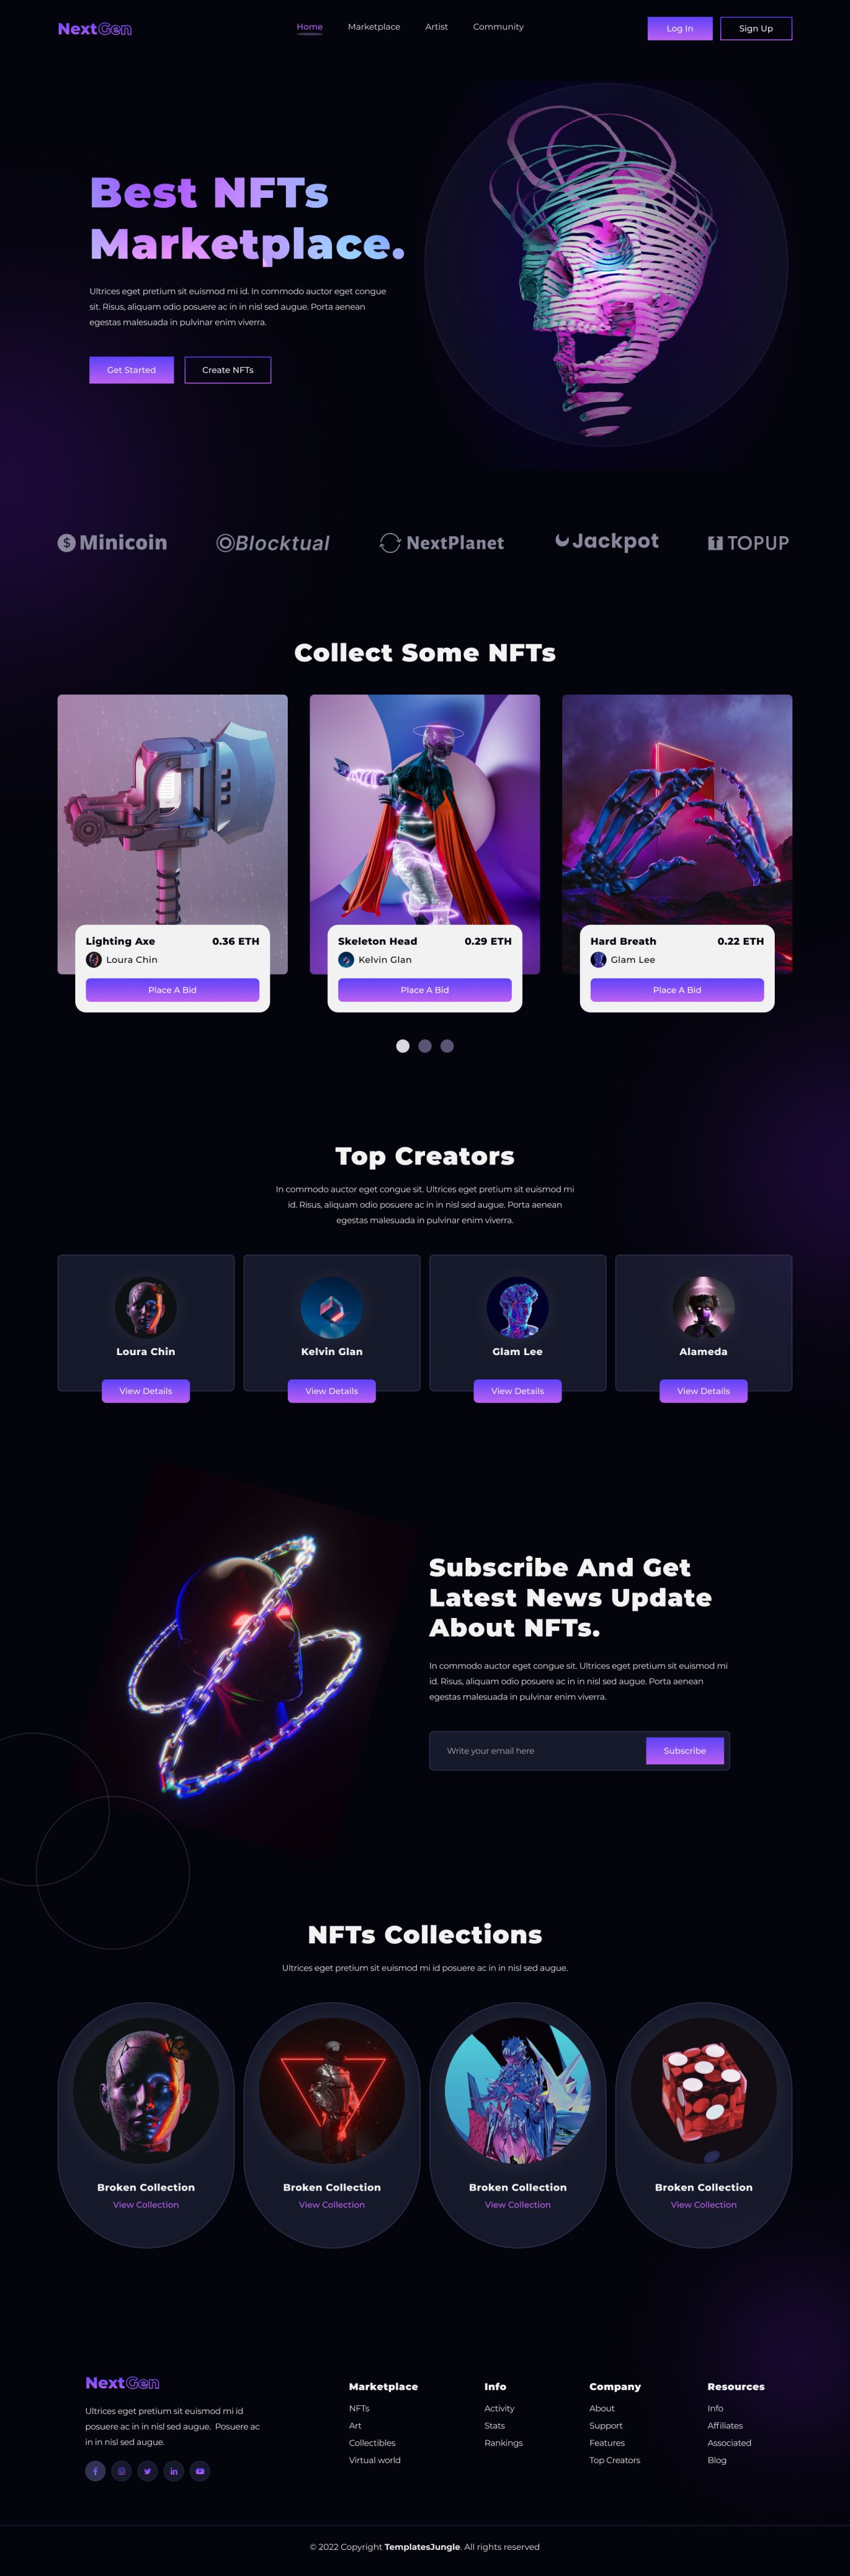 NextGen
Home Marketplace Artist Community
Log In Sign Up
Best NFTs
Marketplace.
Ultrices eget pretium sit euismod mi id. In commodo auctor eget congue
sit. Risus, aliquam odio posuere ac in in nisl sed augue. Porta aenean
egestas malesuada in pulvinar enim viverra.
Get Started Create NFTs
Minicoin Blocktual NextPlanet Jackpot TOPUP
Collect Some NFTs
Lighting Axe 0.36 ETH
Loura Chin
Place A Bid
Skeleton Head 0.29 ETH
Kelvin Glan
Place A Bid
Hard Breath 0.22 ETH
Glam Lee
Place A Bid
Top Creators
In commodo auctor eget congue sit. Ultrices eget pretium sit euismod mi
id. Risus, aliquam odio posuere ac in in nisl sed augue. Porta aenean
egestas malesuada in pulvinar enim viverra.
Loura Chin
View Details
Kelvin Glan
View Details
Glam Lee
View Details
Alameda
View Details
Subscribe And Get
Latest News Update
About NFTs.
In commodo auctor eget congue sit. Ultrices eget pretium sit euismod mi
id. Risus, aliquam odio posuere ac in in nisl sed augue. Porta aenean
egestas malesuada in pulvinar enim viverra.
Write your email here Subscribe
NFTs Collections
Ultrices eget pretium sit euismod mi id posuere ac in in nisl sed augue.
Broken Collection
View Collection
Broken Collection
View Collection
Broken Collection
View Collection
Broken Collection
View Collection
NextGen
Ultrices eget pretium sit euismod mi id
posuere ac in in nisl sed augue. Posuere ac
in in nisl sed augue.
Marketplace
NFTs
Art
Collectibles
Virtual world
Info
Activity
Stats
Rankings
Company
About
Support
Features
Top Creators
Resources
Info
Affiliates
Associated
Blog
© 2022 Copyright TemplatesJungle. All rights reserved